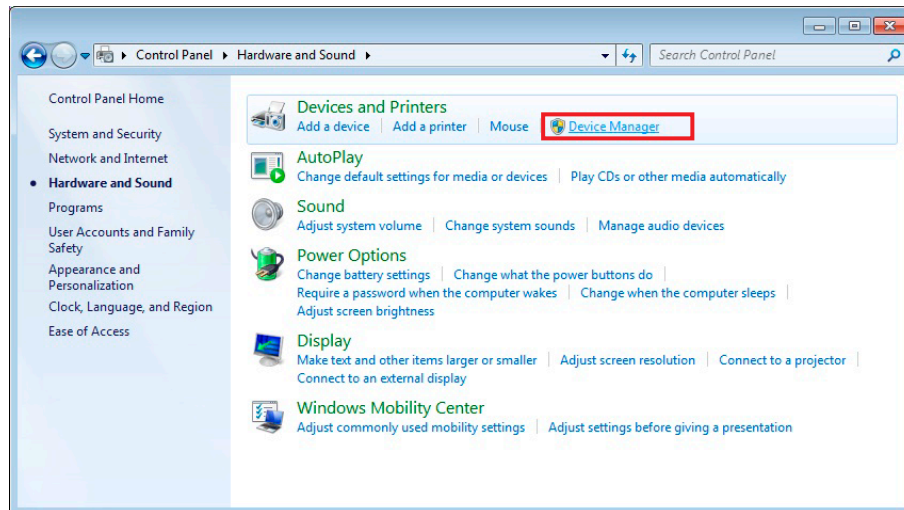 Control Panel ▸ Hardware and Sound ▸
Search Control Panel
Control Panel Home
System and Security
Network and Internet
Hardware and Sound
Programs
User Accounts and Family
Safety
Appearance and
Personalization
Clock, Language, and Region
Ease of Access
Devices and Printers
Add a device Add a printer Mouse Device Manager
AutoPlay
Change default settings for media or devices Play CDs or other media automatically
Sound
Adjust system volume Change system sounds Manage audio devices
Power Options
Change battery settings Change what the power buttons do
Require a password when the computer wakes Change when the computer sleeps
Adjust screen brightness
Display
Make text and other items larger or smaller Adjust screen resolution Connect to a projector
Connect to an external display
Windows Mobility Center
Adjust commonly used mobility settings Adjust settings before giving a presentation